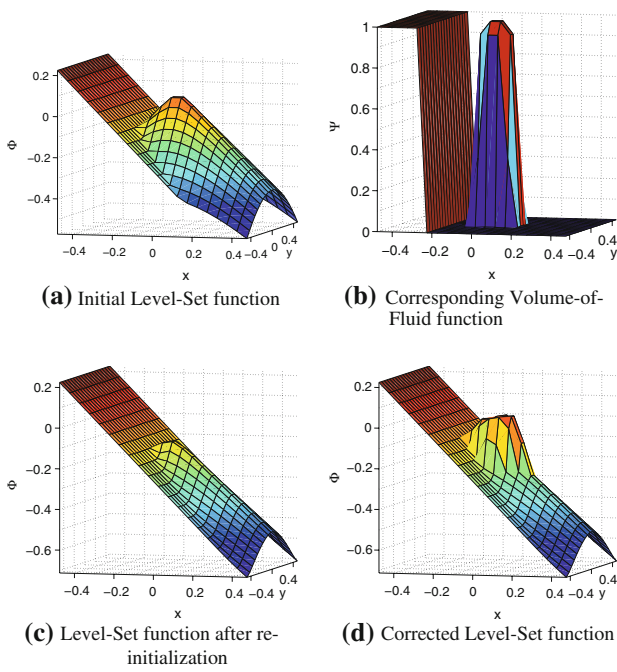 0.2
0
−0.2
−0.4
Φ
−0.4
−0.2
0
0.2
0.4
−0.4
0
0.4
x
y
(a) Initial Level-Set function
1
0.8
0.6
0.4
0.2
0
Ψ
−0.4
−0.2
0
0.2
0.4
−0.4
0.4
x
y
(b) Corresponding Volume-of-
Fluid function
0.2
0
−0.2
−0.4
−0.6
Φ
−0.4
−0.2
0
0.2
0.4
−0.4
0.4
x
y
(c) Level-Set function after re-
initialization
0.2
0
−0.2
−0.4
−0.6
Φ
−0.4
−0.2
0
0.2
0.4
−0.4
0.4
x
y
(d) Corrected Level-Set function